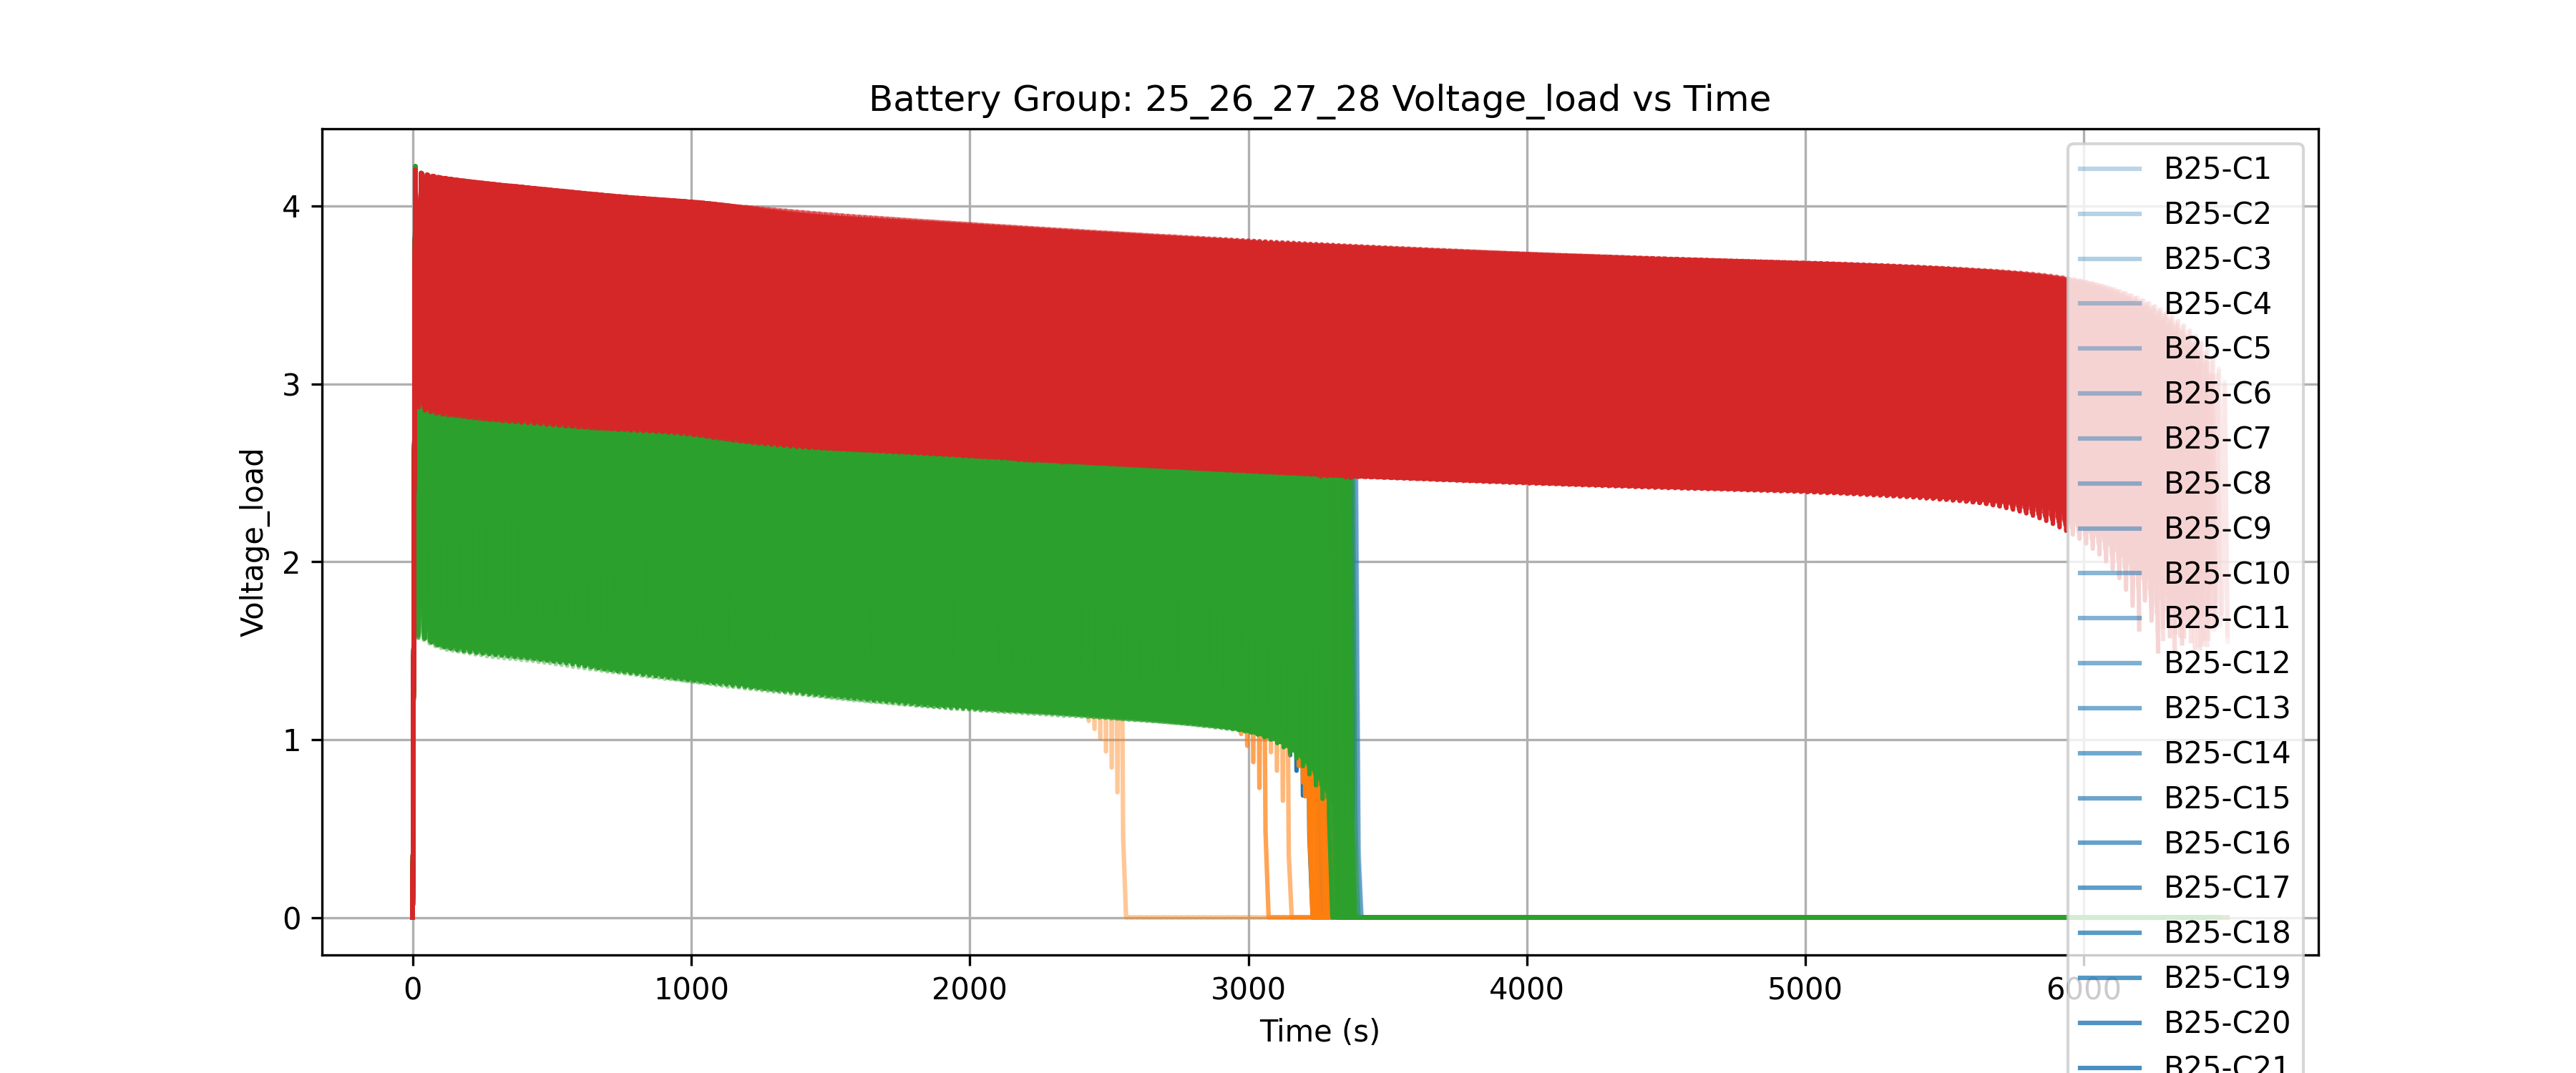 Battery Group: 25_26_27_28 Voltage_load vs Time
Voltage_load
4
3
2
1
0
0
1000
2000
3000
4000
5000
6000
Time (s)
B25-C1
B25-C2
B25-C3
B25-C4
B25-C5
B25-C6
B25-C7
B25-C8
B25-C9
B25-C10
B25-C11
B25-C12
B25-C13
B25-C14
B25-C15
B25-C16
B25-C17
B25-C18
B25-C19
B25-C20
B25-C21